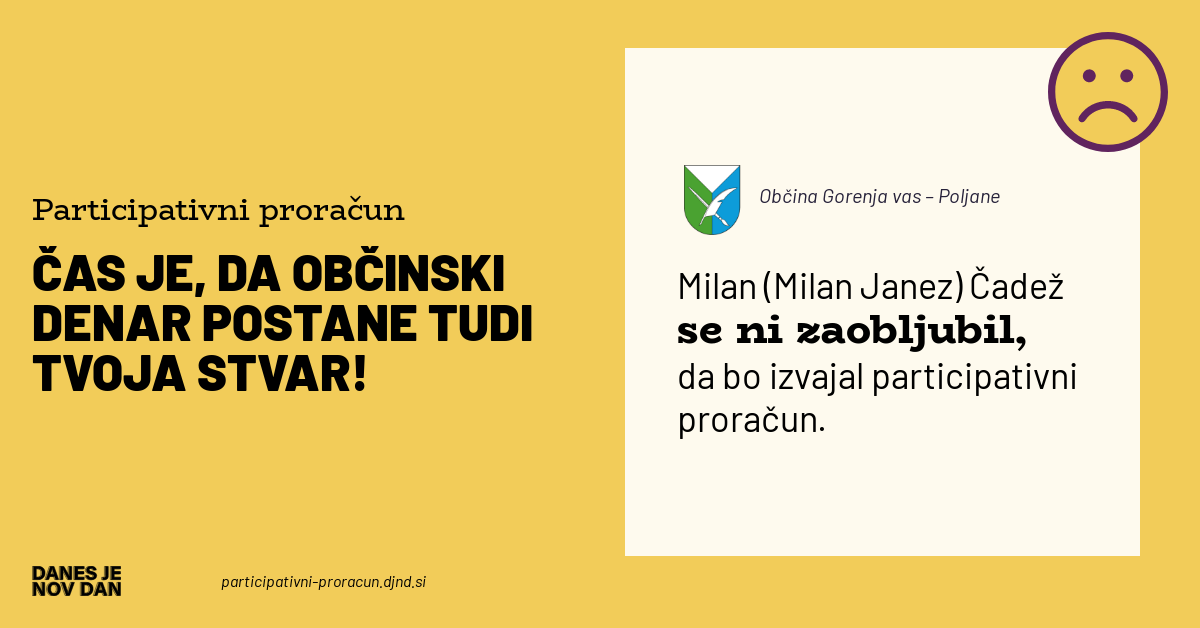 Participativni proračun
ČAS JE, DA OBČINSKI
DENAR POSTANE TUDI
TVOJA STVAR!
DANES JE
NOV DAN
participativni-proracun.djnd.si
Občina Gorenja vas – Poljane
Milan (Milan Janez) Čadež
se ni zaobljubil,
da bo izvajal participativni
proračun.